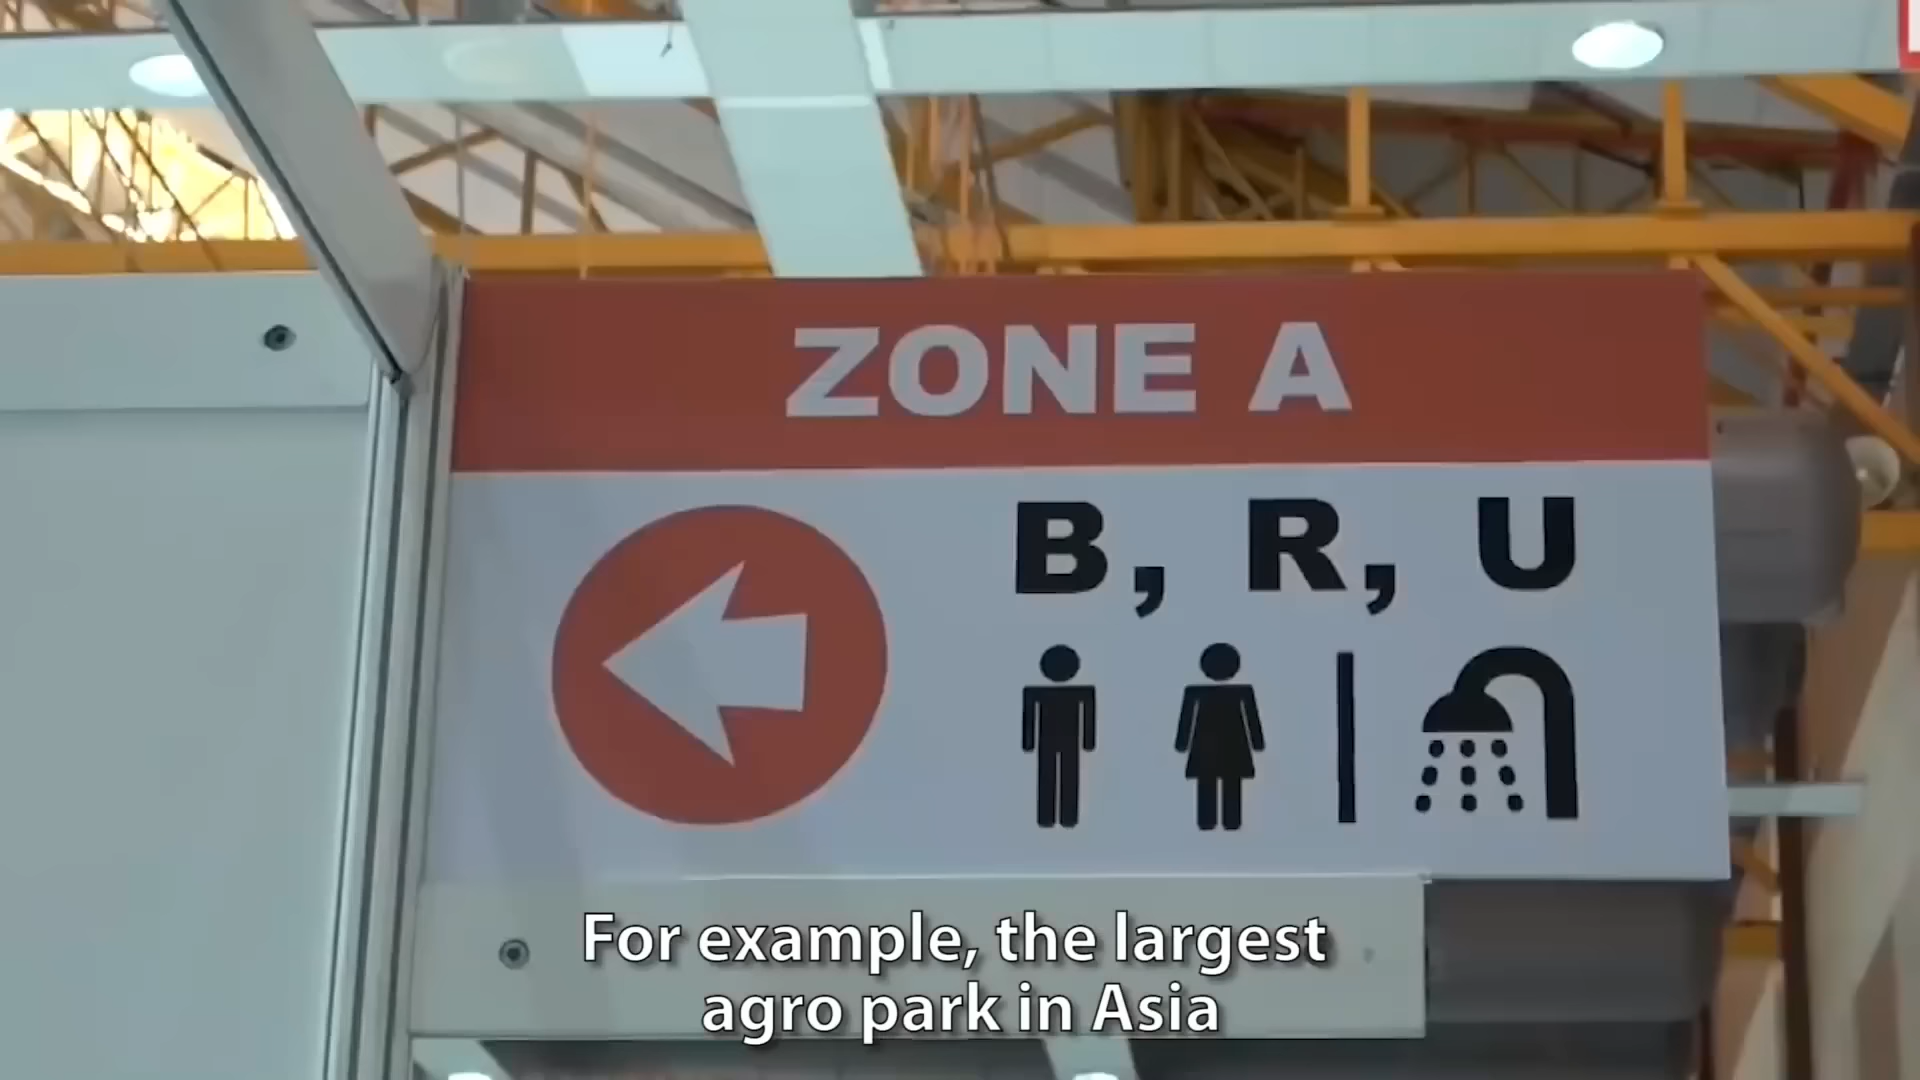 ZONE A
B, R, U
For example, the largest
agro park in Asia